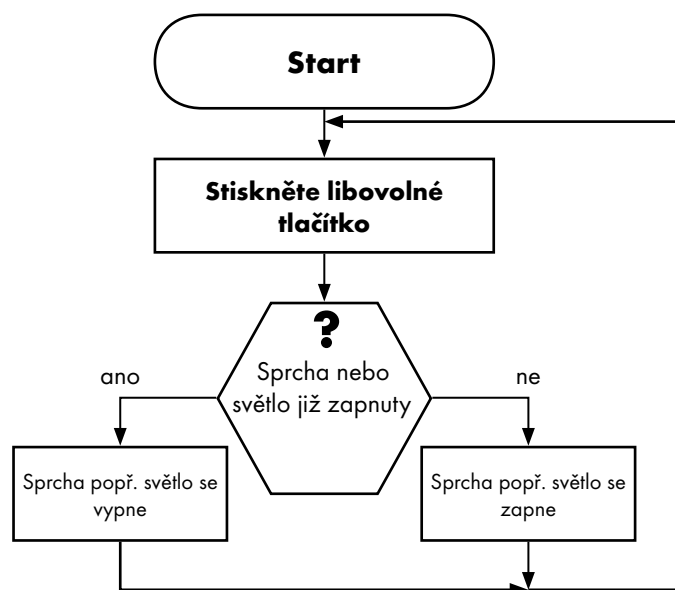 Start
Stiskněte libovolné
tlačítko
?
Sprcha nebo
světlo již zapnuty
ano
ne
Sprcha popř. světlo se
vypne
Sprcha popř. světlo se
zapne